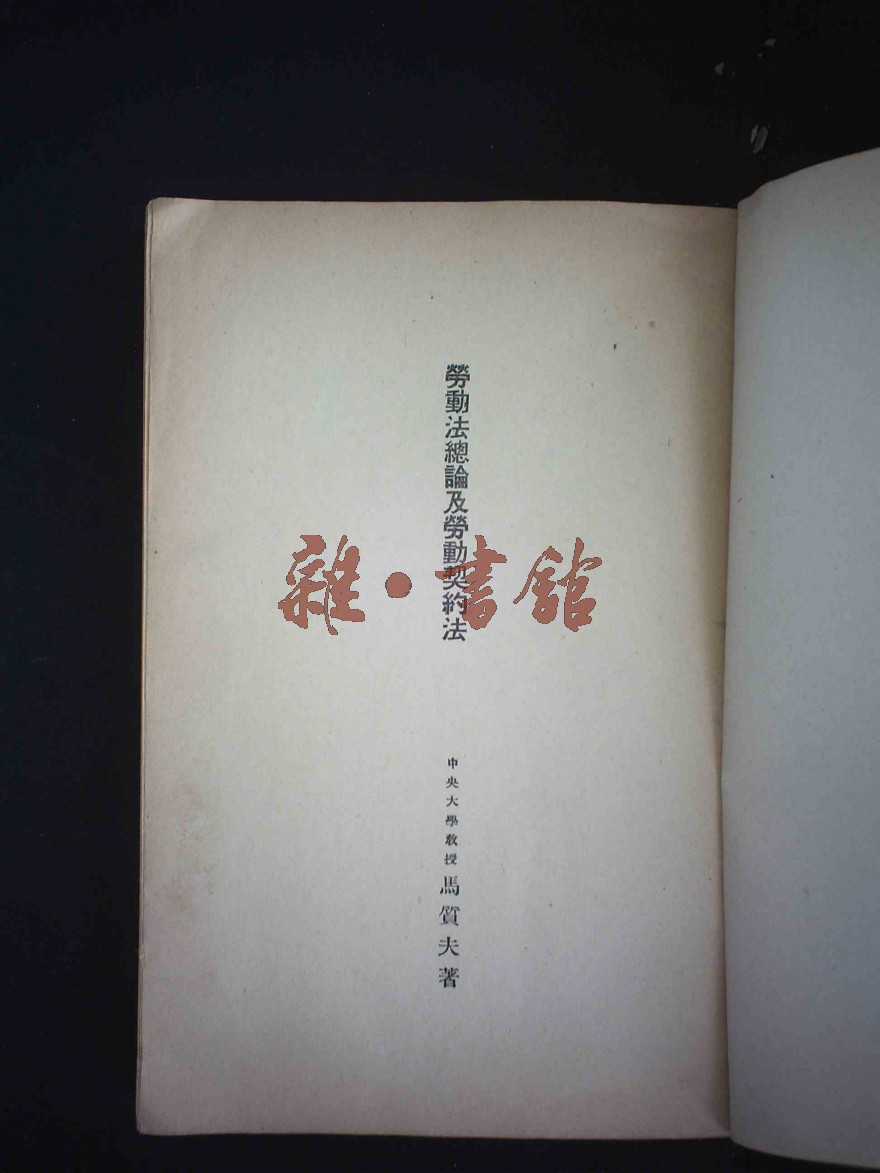 勞動法總論及勞動契約法
中央大學教授 馬質夫著
雜·書館